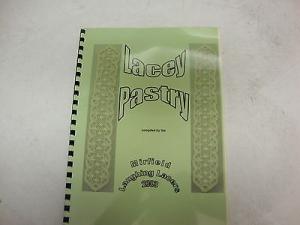 Lacey
Pastry
compiled by the
Mirfield
Laughing Lacers
2003